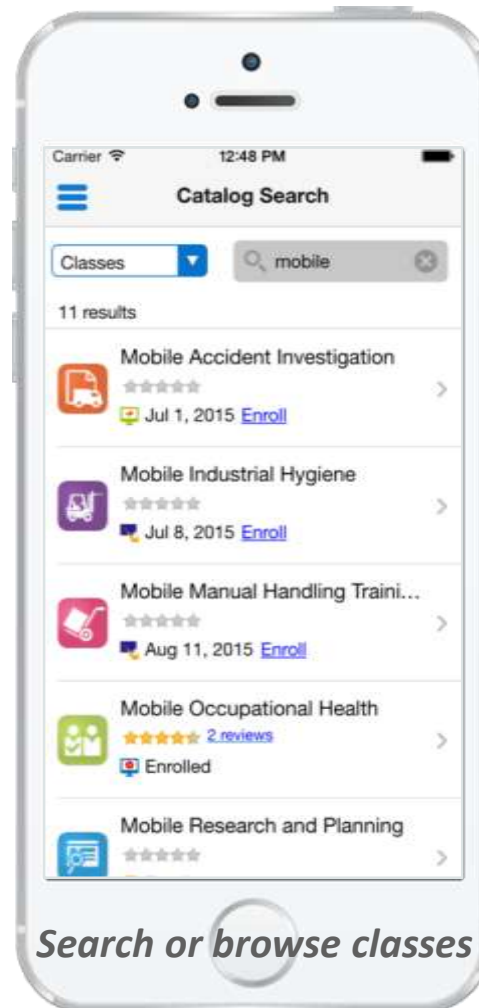 Carrier 12:48 PM
Catalog Search
Classes mobile
11 results
Mobile Accident Investigation
Jul 1, 2015 Enroll
Mobile Industrial Hygiene
Jul 8, 2015 Enroll
Mobile Manual Handling Traini...
Aug 11, 2015 Enroll
Mobile Occupational Health
2 reviews
Enrolled
Mobile Research and Planning
Search or browse classes